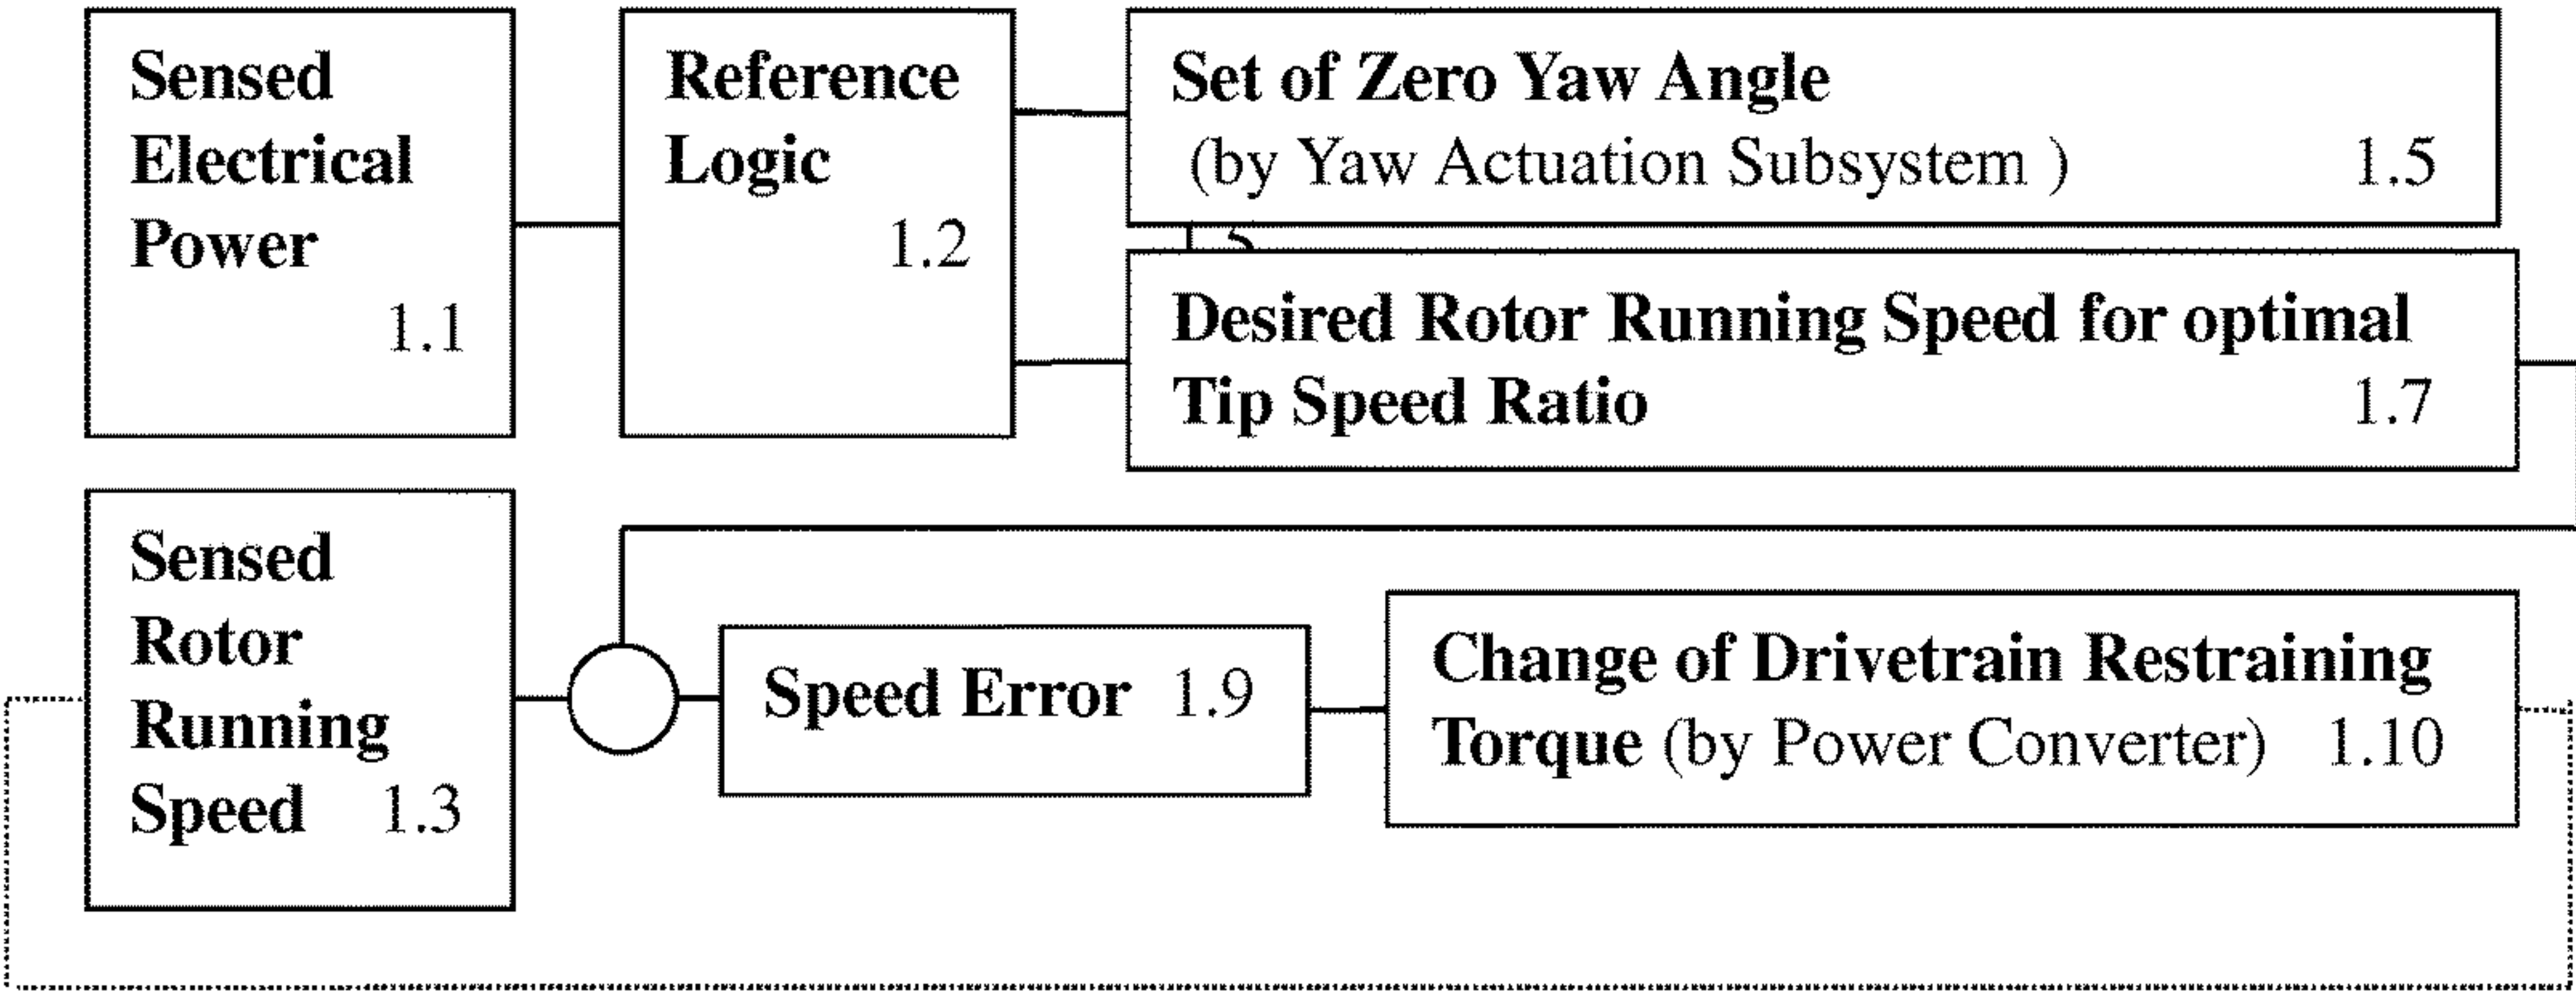 Sensed
Electrical
Power
1.1
Reference
Logic
1.2
Set of Zero Yaw Angle
(by Yaw Actuation Subsystem ) 1.5
Desired Rotor Running Speed for optimal
Tip Speed Ratio 1.7
Sensed
Rotor
Running
Speed 1.3
Speed Error 1.9
Change of Drivetrain Restraining
Torque (by Power Converter) 1.10